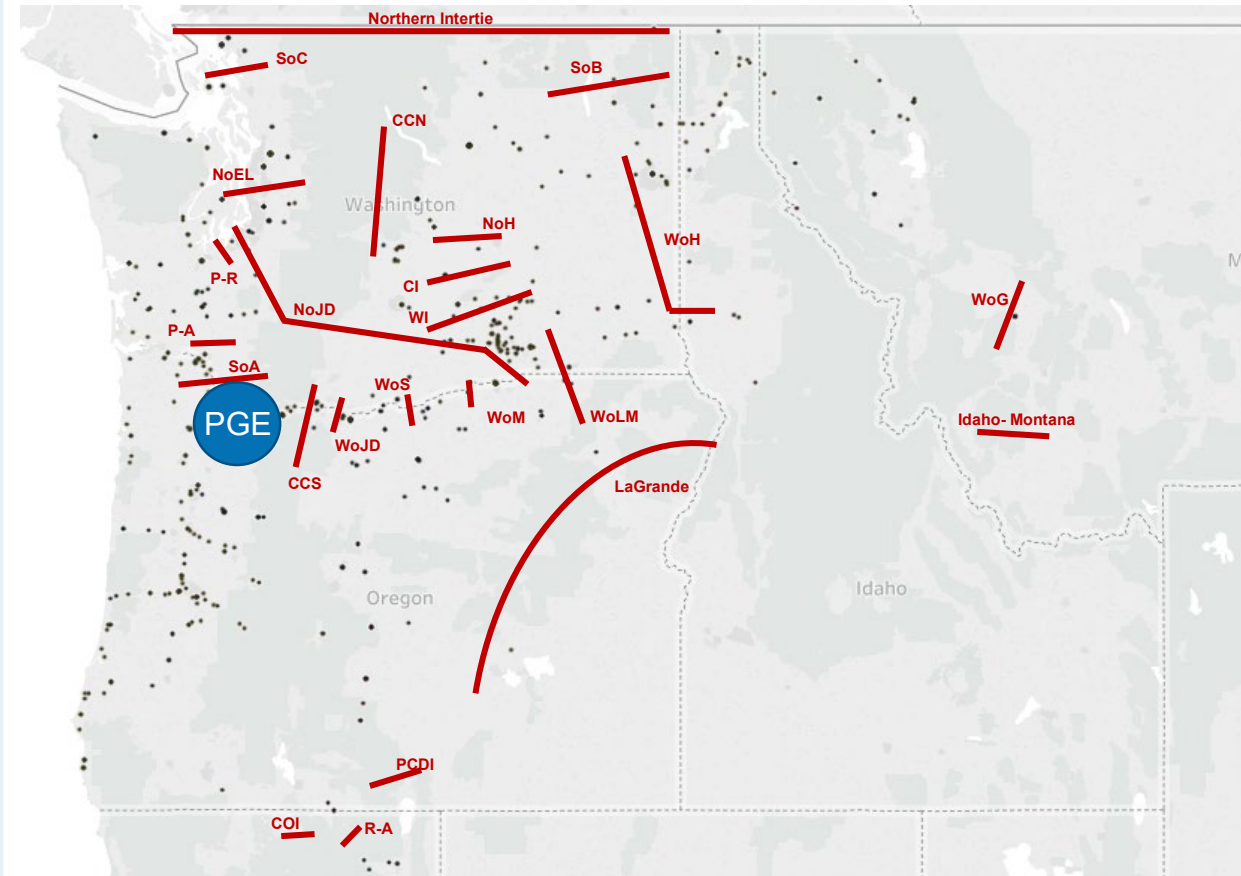 Northern Intertie
SoC
SoB
CCN
NoEL
Washington
NoH
WoH
P-R
CI
M
WoG
NoJD
WI
P-A
SoA
WoS
PGE
WoM
WoLM
Idaho- Montana
WoJD
CCS
LaGrande
Idaho
Oregon
PCDI
COI
R-A